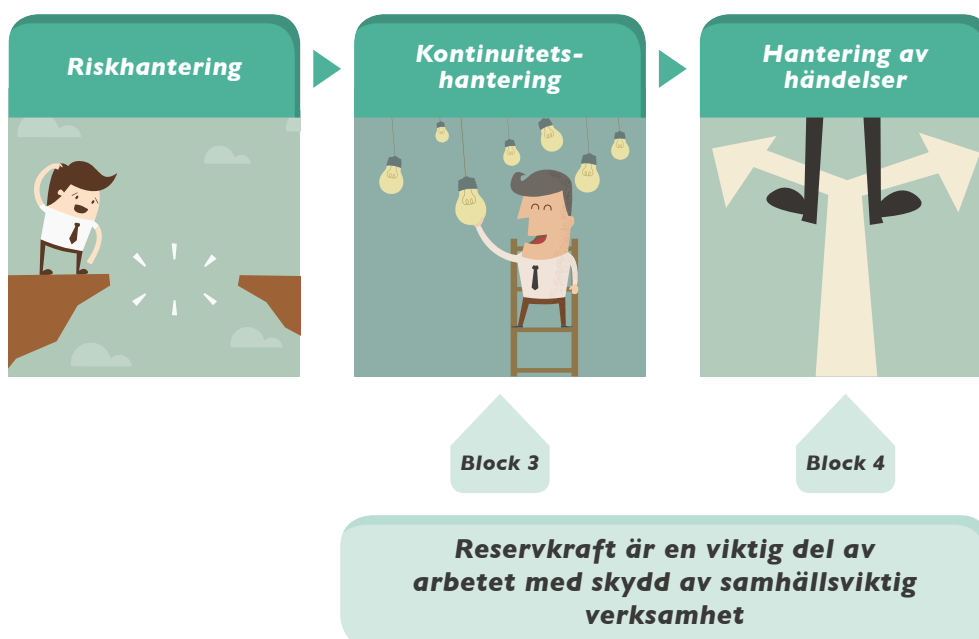 Riskhantering
Kontinuitets-
hantering
Hantering av
händelser
Block 3
Block 4
Reservkraft är en viktig del av
arbetet med skydd av samhällsviktig
verksamhet